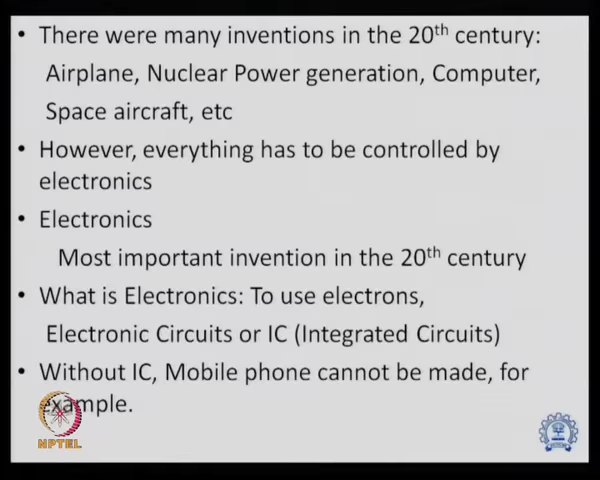 • There were many inventions in the 20th century:
Airplane, Nuclear Power generation, Computer,
Space aircraft, etc
• However, everything has to be controlled by
electronics
• Electronics
Most important invention in the 20th century
• What is Electronics: To use electrons,
Electronic Circuits or IC (Integrated Circuits)
• Without IC, Mobile phone cannot be made, for
example.
NPTEL